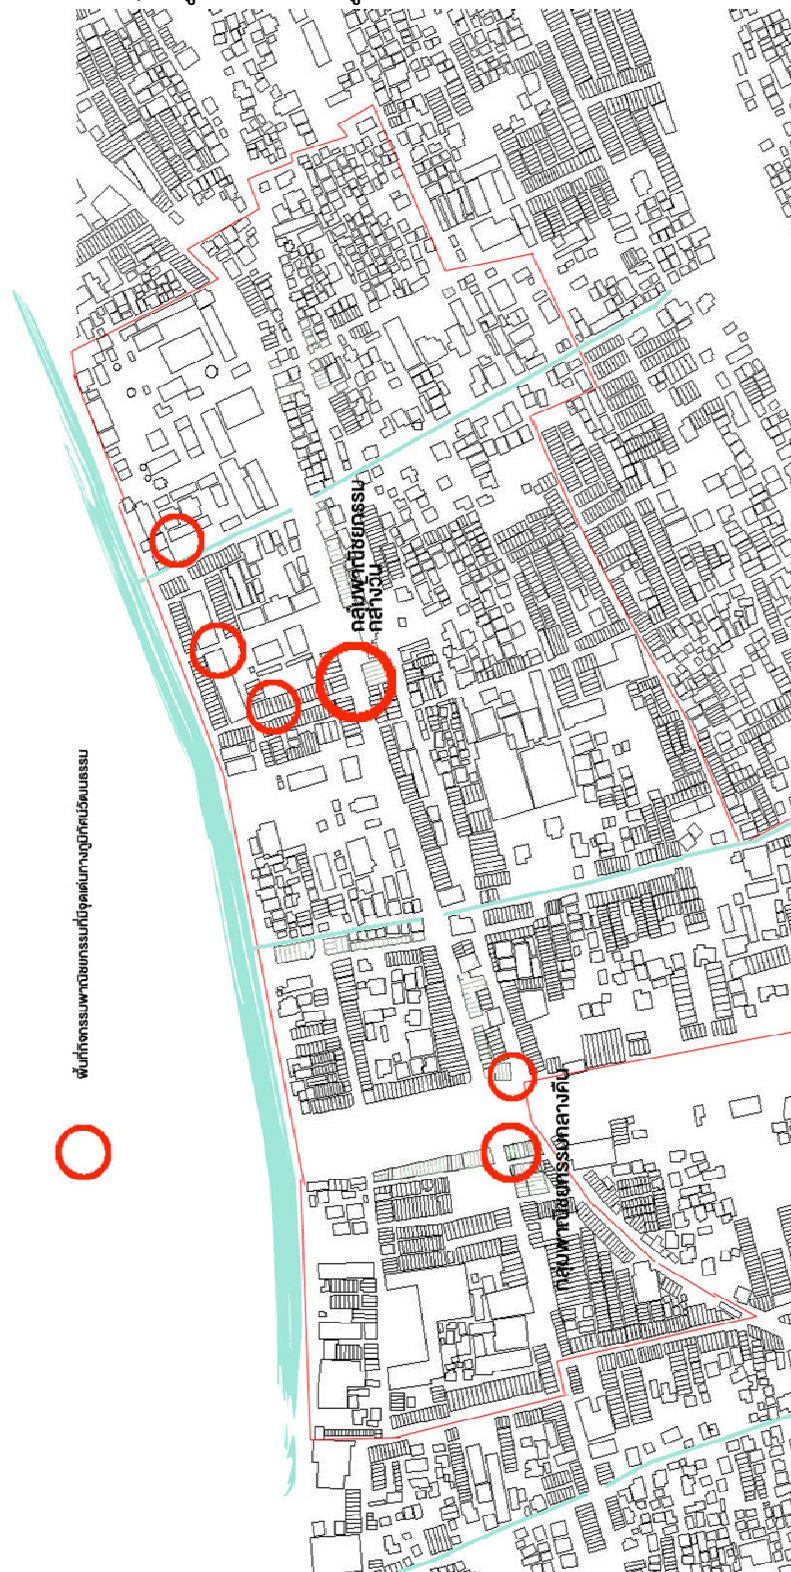 กลุ่มพาณิชยกรรม
กลางวัน
พื้นที่กิจกรรมพาณิชยกรรมที่มีจุดเด่นทางภูมิทัศน์วัฒนธรรม
กลุ่มพาณิชยกรรมกลางคืน